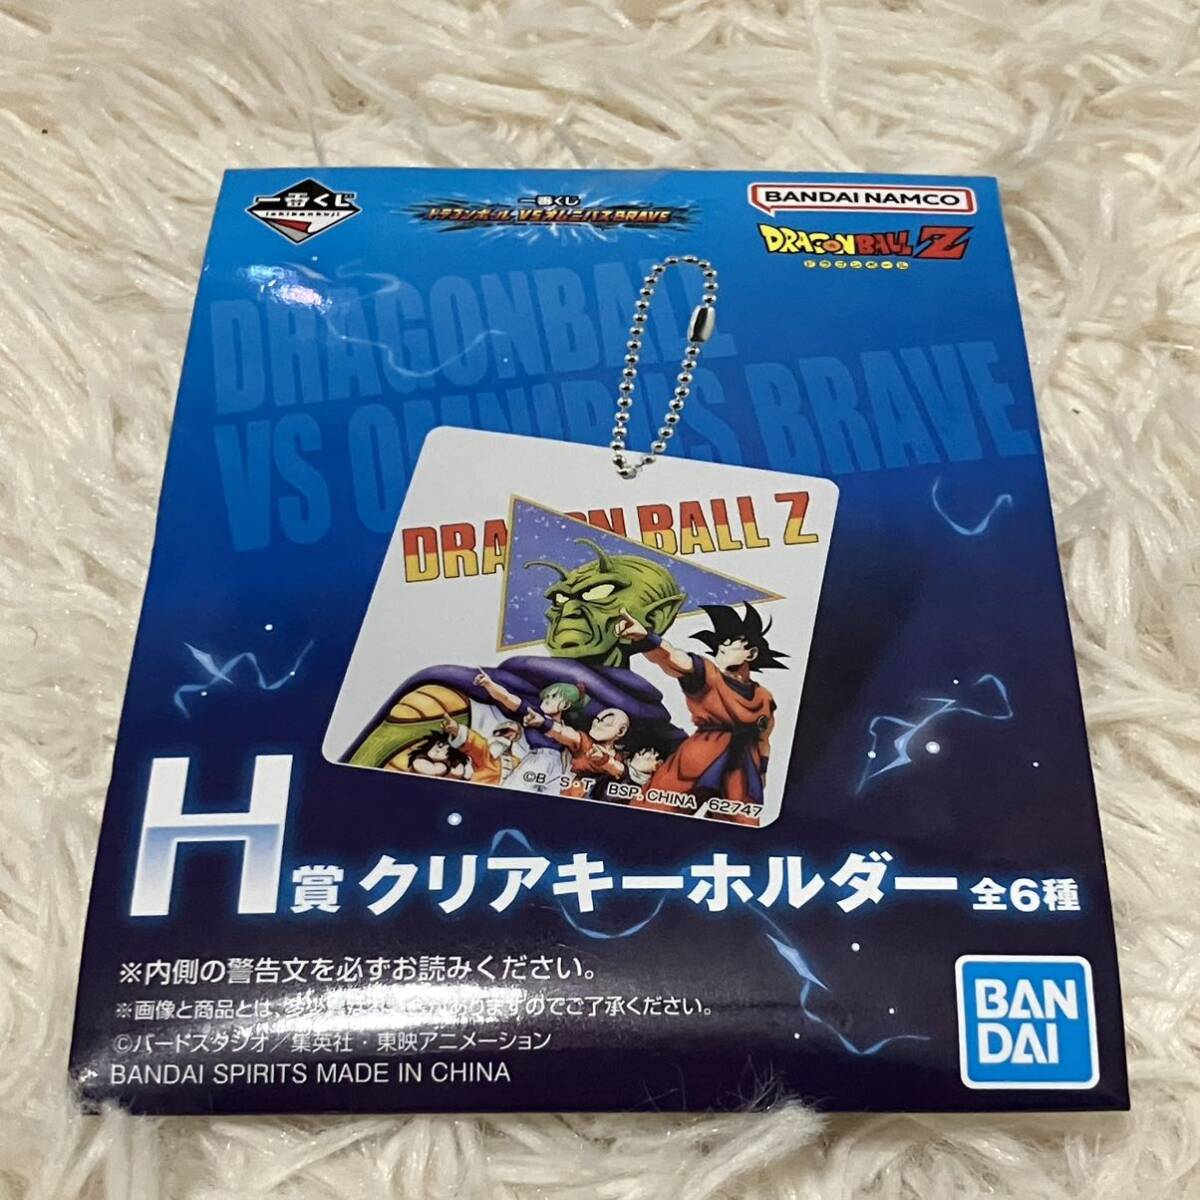 一番くじ
ichibankuji
一番くじ
ドラゴンボール VSオムニバスBRAVE
BANDAI NAMCO
DRAGONBALL Z
ドラゴンボール
DRAGONBALL
VS OMNIBUS BRAVE
DRAGON BALL Z
©B/S・T BSP. CHINA 62747
H賞 クリアキーホルダー 全6種
※内側の警告文を必ずお読みください。
※画像と商品とは、多少異なる場合がありますのでご了承ください。
©バードスタジオ/集英社・東映アニメーション
BANDAI SPIRITS MADE IN CHINA
BAN
DAI